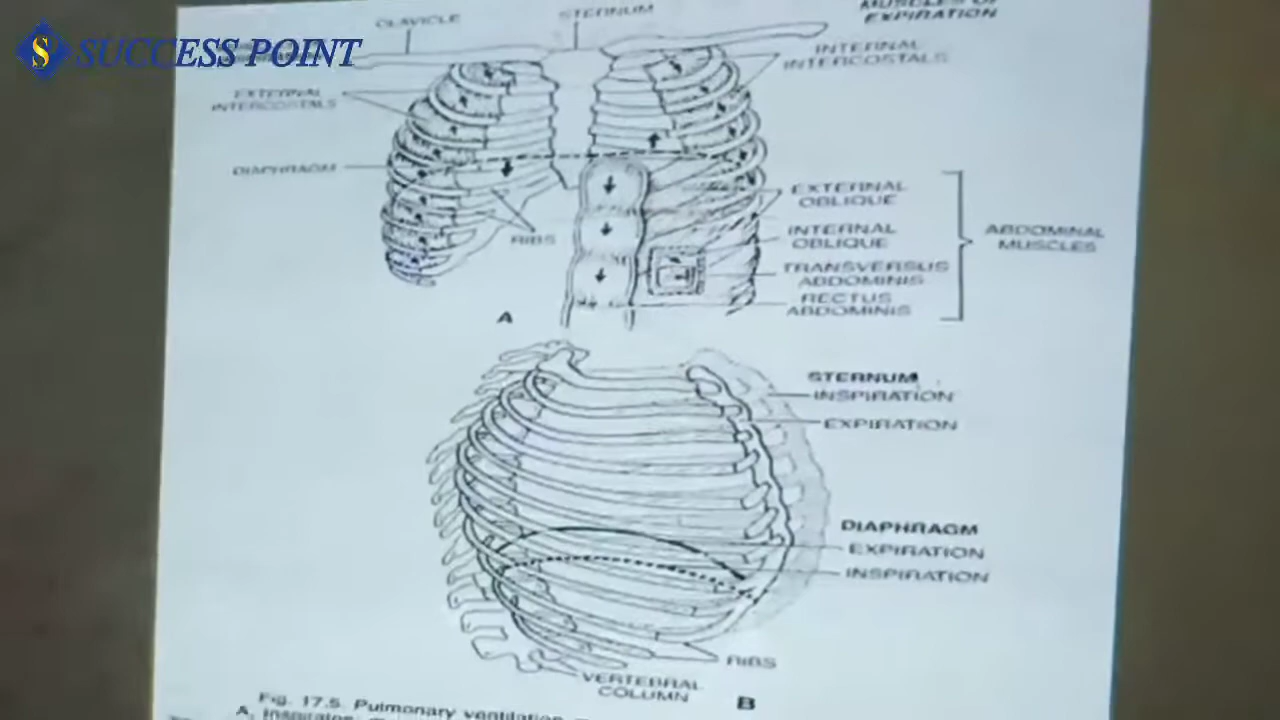 SUCCESS POINT
CLAVICLE
STERNUM
MUSCLES OF
EXPIRATION
EXTERNAL
INTERCOSTALS
INTERNAL
INTERCOSTALS
DIAPHRAGM
RIBS
EXTERNAL
OBLIQUE
INTERNAL
OBLIQUE
TRANSVERSUS
ABDOMINIS
RECTUS
ABDOMINIS
ABDOMINAL
MUSCLES
A
STERNUM
INSPIRATION
EXPIRATION
DIAPHRAGM
EXPIRATION
INSPIRATION
RIBS
VERTEBRAL
COLUMN
B
Fig. 17.5. Pulmonary ventilation
A,